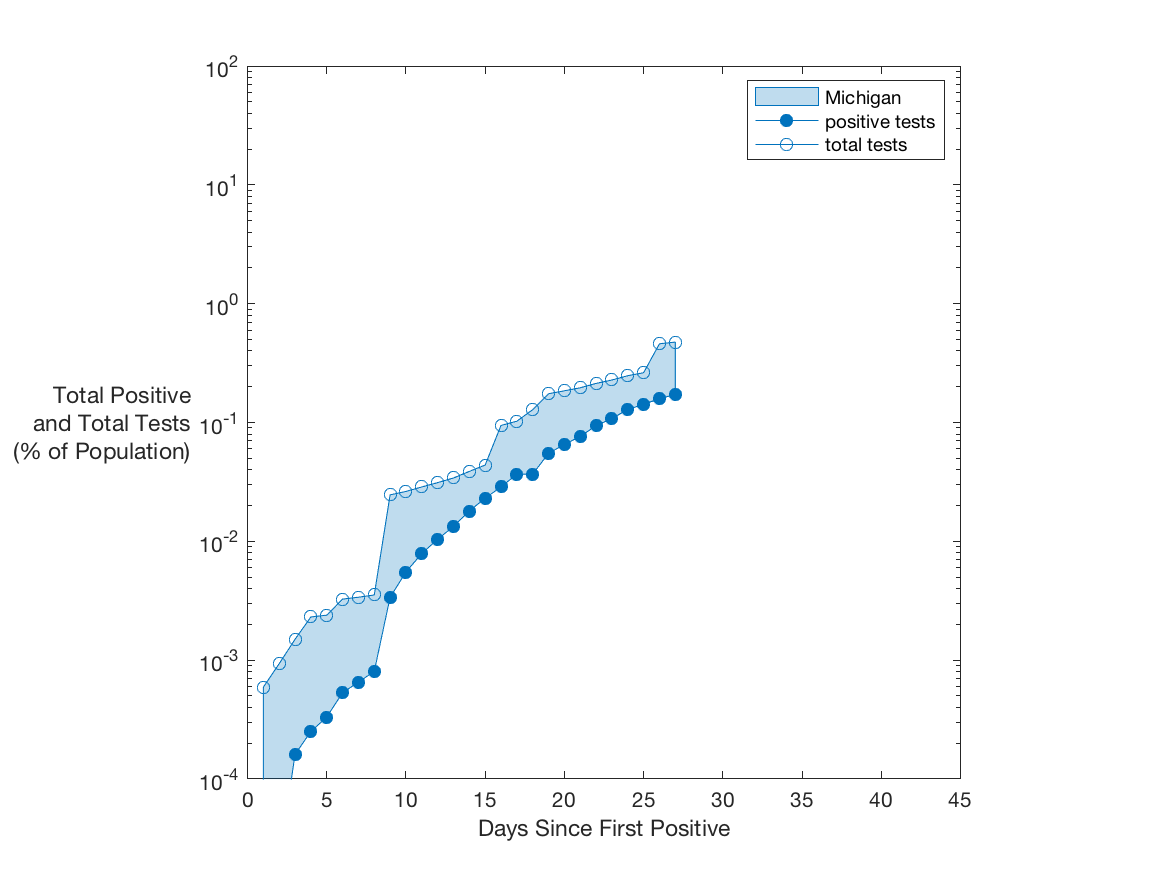 10^2
10^1
10^0
10^-1
10^-2
10^-3
10^-4
Total Positive
and Total Tests
(% of Population)
Michigan
positive tests
total tests
0 5 10 15 20 25 30 35 40 45
Days Since First Positive